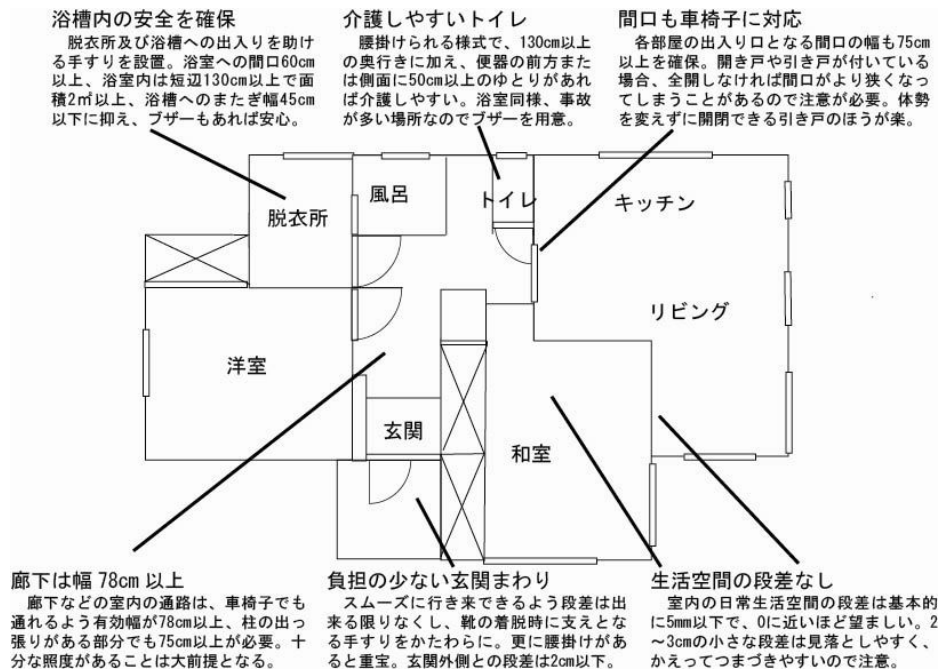 浴槽内の安全を確保
脱衣所及び浴槽への出入りを助け
る手すりを設置。浴室への間口60cm
以上、浴室内は短辺130cm以上で面
積2㎡以上、浴槽へのまたぎ幅45cm
以下に抑え、ブザーもあれば安心。
介護しやすいトイレ
腰掛けられる様式で、130cm以上
の奥行きに加え、便器の前方また
は側面に50cm以上のゆとりがあれ
ば介護しやすい。浴室同様、事故
が多い場所なのでブザーを用意。
間口も車椅子に対応
各部屋の出入り口となる間口の幅も75cm
以上を確保。開き戸や引き戸が付いている
場合、全開しなければ間口がより狭くなっ
てしまうことがあるので注意が必要。体勢
を変えずに開閉できる引き戸のほうが楽。
風呂
トイレ
キッチン
脱衣所
リビング
洋室
玄関
和室
廊下は幅78cm以上
廊下などの室内の通路は、車椅子でも
通れるよう有効幅が78cm以上、柱の出っ
張りがある部分でも75cm以上が必要。十
分な照度があることは大前提となる。
負担の少ない玄関まわり
スムーズに行き来できるよう段差は出
来る限りなくし、靴の着脱時に支えとな
る手すりをかたわらに。更に腰掛けがあ
ると重宝。玄関外側との段差は2cm以下。
生活空間の段差なし
室内の日常生活空間の段差は基本的
に5mm以下で、0に近いほど望ましい。2
～3cmの小さな段差は見落としやすく、
かえってつまづきやすいので注意。